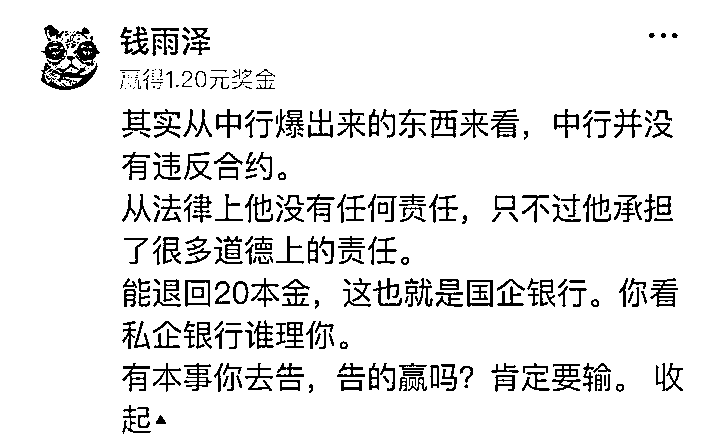 钱雨泽
赢得1.20元奖金
其实从中行爆出来的东西来看，中行并没
有违反合约。
从法律上他没有任何责任，只不过他承担
了很多道德上的责任。
能退回20本金，这也就是国企银行。你看
私企银行谁理你。
有本事你去告，告的赢吗？肯定要输。 收
起▲